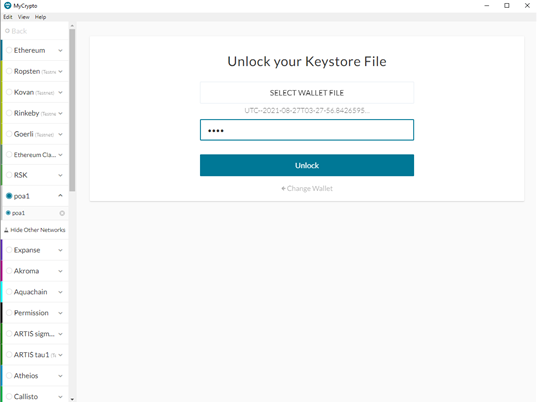 MyCrypto
Edit View Help
Back
Ethereum
Ropsten (Testnet)
Kovan (Testnet)
Rinkeby (Testne
Goerli (Testnet)
Ethereum Cla...
RSK
poa1
poa1
Hide Other Networks
Expanse
Akroma
Aquachain
Permission
ARTIS sigm...
ARTIS tau1 (Te
Atheios
Callisto
Unlock your Keystore File
SELECT WALLET FILE
UTC--2021-08-27T03-27-56.8426595...
••••
Unlock
Change Wallet